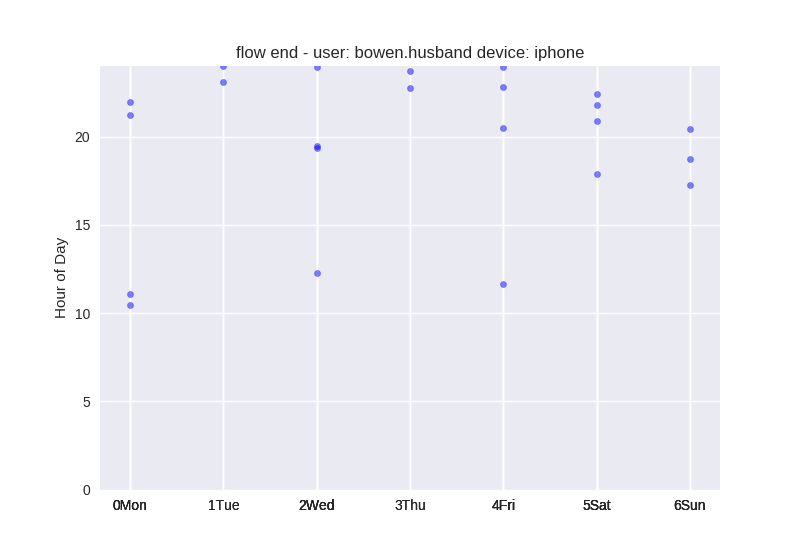 flow end - user: bowen.husband device: iphone
20
15
10
5
0
Hour of Day
0Mon 1Tue 2Wed 3Thu 4Fri 5Sat 6Sun